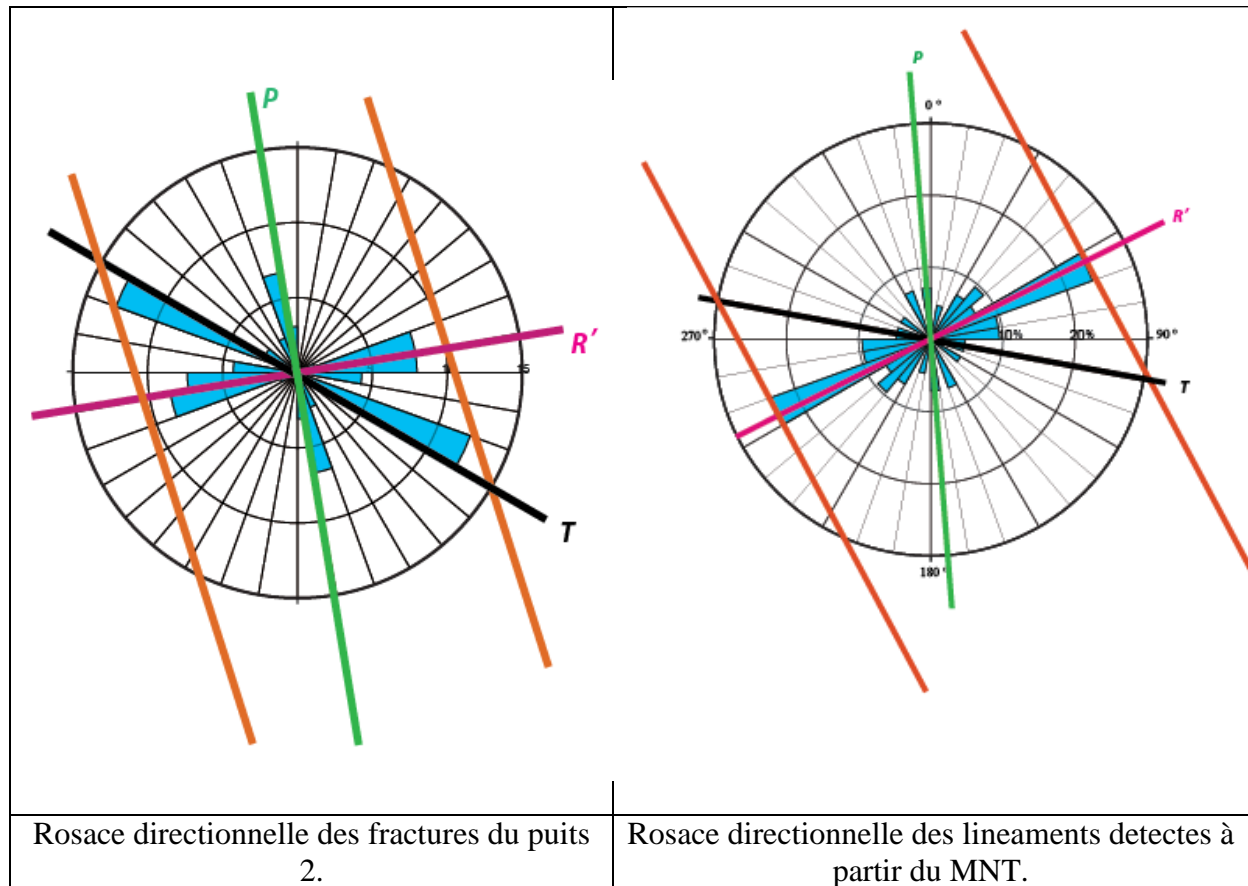 P
R'
T
15
P
0°
R'
270°
10%
20%
90°
T
180°
Rosace directionnelle des fractures du puits
2.
Rosace directionnelle des lineaments detectes à
partir du MNT.